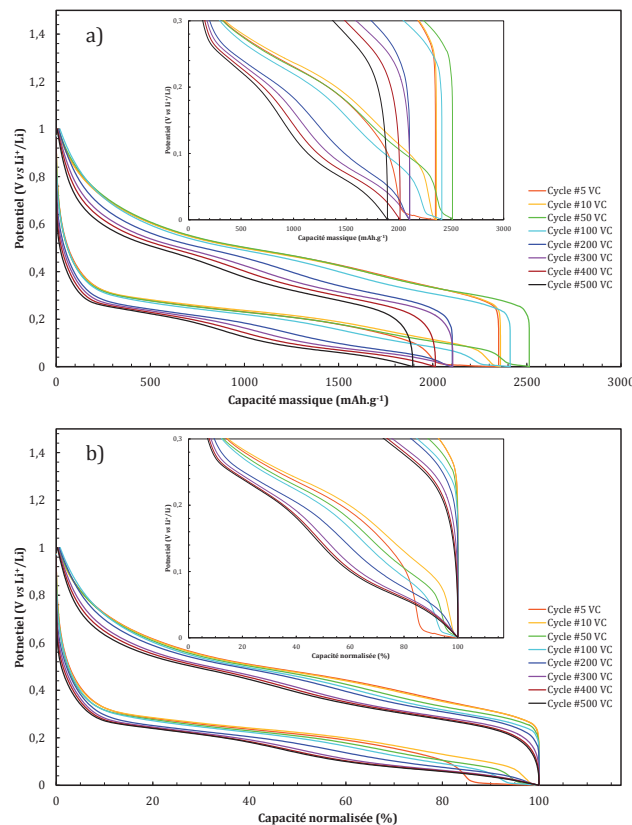 a)
1,4
1,2
1
0,8
0,6
0,4
0,2
0
Potentiel (V vs Li⁺/Li)
0 500 1000 1500 2000 2500 3000
Capacité massique (mAh.g⁻¹)
0,3
0,2
0,1
0
Potentiel (V vs Li⁺/Li)
0 500 1000 1500 2000 2500 3000
Capacité massique (mAh.g⁻¹)
Cycle #5 VC
Cycle #10 VC
Cycle #50 VC
Cycle #100 VC
Cycle #200 VC
Cycle #300 VC
Cycle #400 VC
Cycle #500 VC
b)
1,4
1,2
1
0,8
0,6
0,4
0,2
0
Potnetiel (V vs Li⁺/Li)
0 20 40 60 80 100
Capacité normalisée (%)
0,3
0,2
0,1
0
Potnetiel (V vs Li⁺/Li)
0 20 40 60 80 100
Capacité normalisée (%)
Cycle #5 VC
Cycle #10 VC
Cycle #50 VC
Cycle #100 VC
Cycle #200 VC
Cycle #300 VC
Cycle #400 VC
Cycle #500 VC